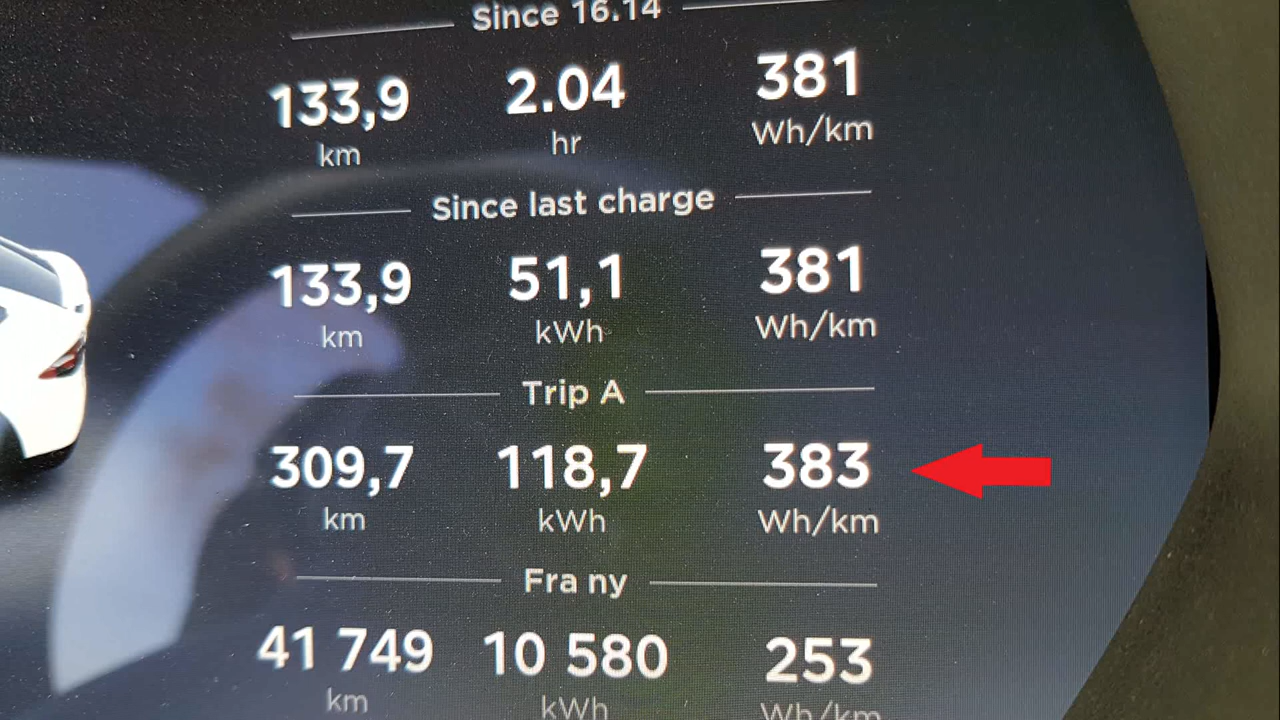 Since 16.14
133,9 2.04 381
km hr Wh/km
Since last charge
133,9 51,1 381
km kWh Wh/km
Trip A
309,7 118,7 383
km kWh Wh/km
Fra ny
41 749 10 580 253
km kWh Wh/km